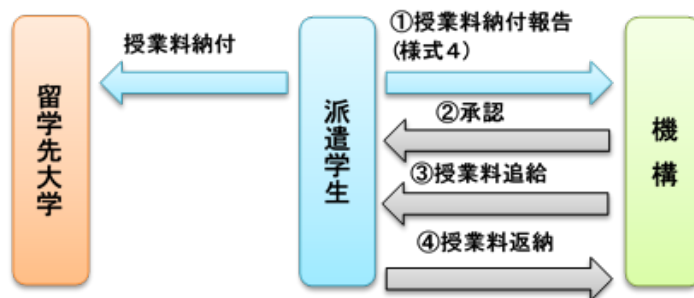 留学先大学
授業料納付
派遣学生
①授業料納付報告
(様式4)
②承認
③授業料追給
④授業料返納
機構